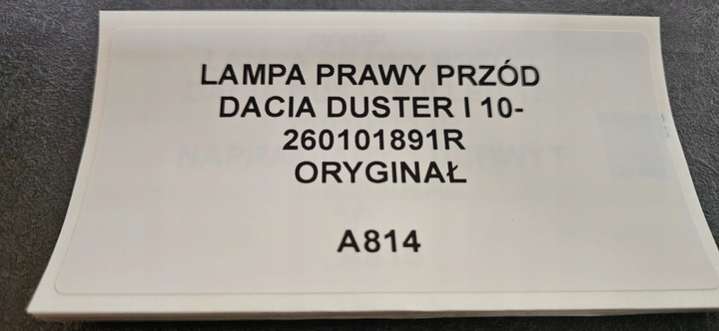 LAMPA PRAWY PRZÓD
DACIA DUSTER I 10-
260101891R
ORYGINAŁ
A814